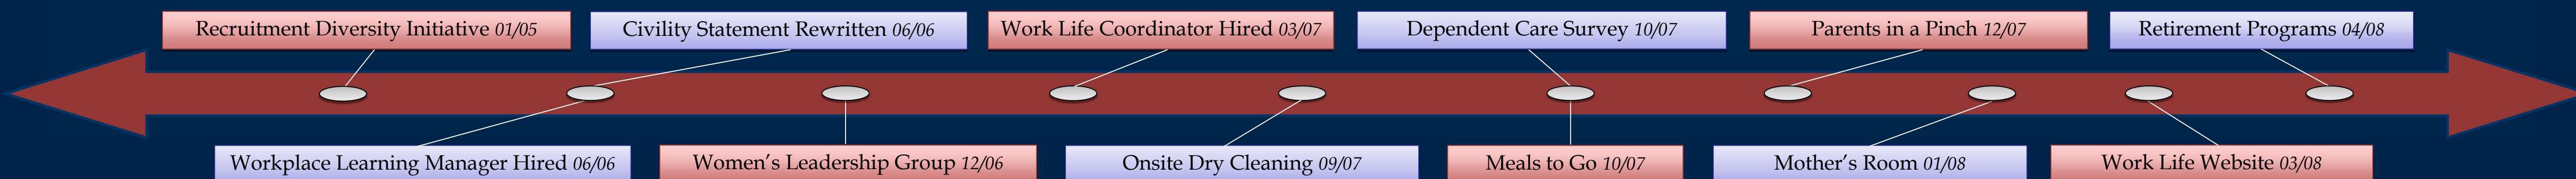 Recruitment Diversity Initiative 01/05
Civility Statement Rewritten 06/06
Work Life Coordinator Hired 03/07
Dependent Care Survey 10/07
Parents in a Pinch 12/07
Retirement Programs 04/08
Workplace Learning Manager Hired 06/06
Women’s Leadership Group 12/06
Onsite Dry Cleaning 09/07
Meals to Go 10/07
Mother’s Room 01/08
Work Life Website 03/08